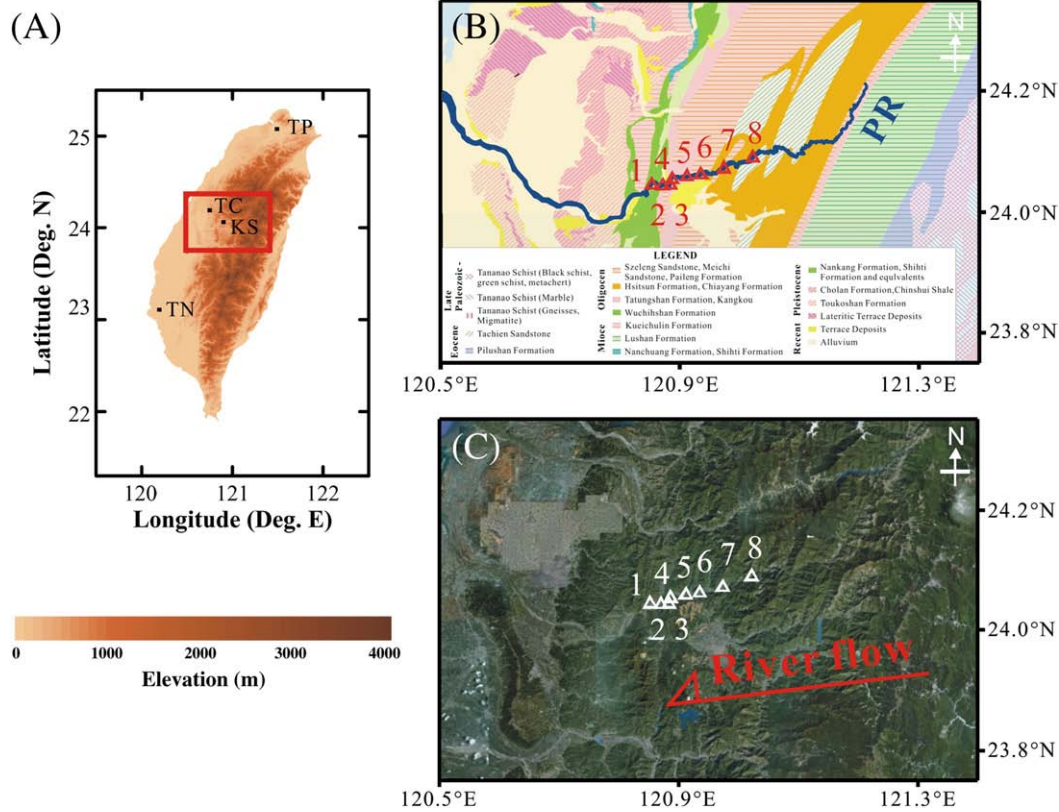 (A)
25
24
23
22
120
121
122
Latitude (Deg. N)
Longitude (Deg. E)
TP
TC
KS
TN
0
1000
2000
3000
4000
Elevation (m)
(B)
N
PR
1
4
5
6
7
8
2
3
24.2°N
24.0°N
23.8°N
120.5°E
120.9°E
121.3°E
LEGEND
Late
Paleozoic-
Tananao Schist (Black schist,
green schist, metachert)
Tananao Schist (Marble)
Tananao Schist (Gneisses,
Migmatite)
Eocene
Tachien Sandstone
Pilushan Formation
Oligocen
Szeleng Sandstone, Meichi
Sandstone, Paileng Formation
Hsitsun Formation, Chiayang Formation
Tatungshan Formation, Kangkou
Miocc
Wuchihshan Formation
Kueichulin Formation
Lushan Formation
Nanchuang Formation, Shihti Formation
Nankang Formation, Shihti
Formation and equlvalents
Pleistocene
Cholan Formation,Chinshui Shale
Toukoshan Formation
Lateritic Terrace Deposits
Recent
Terrace Deposits
Alluvium
(C)
N
1
4
5
6
7
8
2
3
River flow
24.2°N
24.0°N
23.8°N
120.5°E
120.9°E
121.3°E